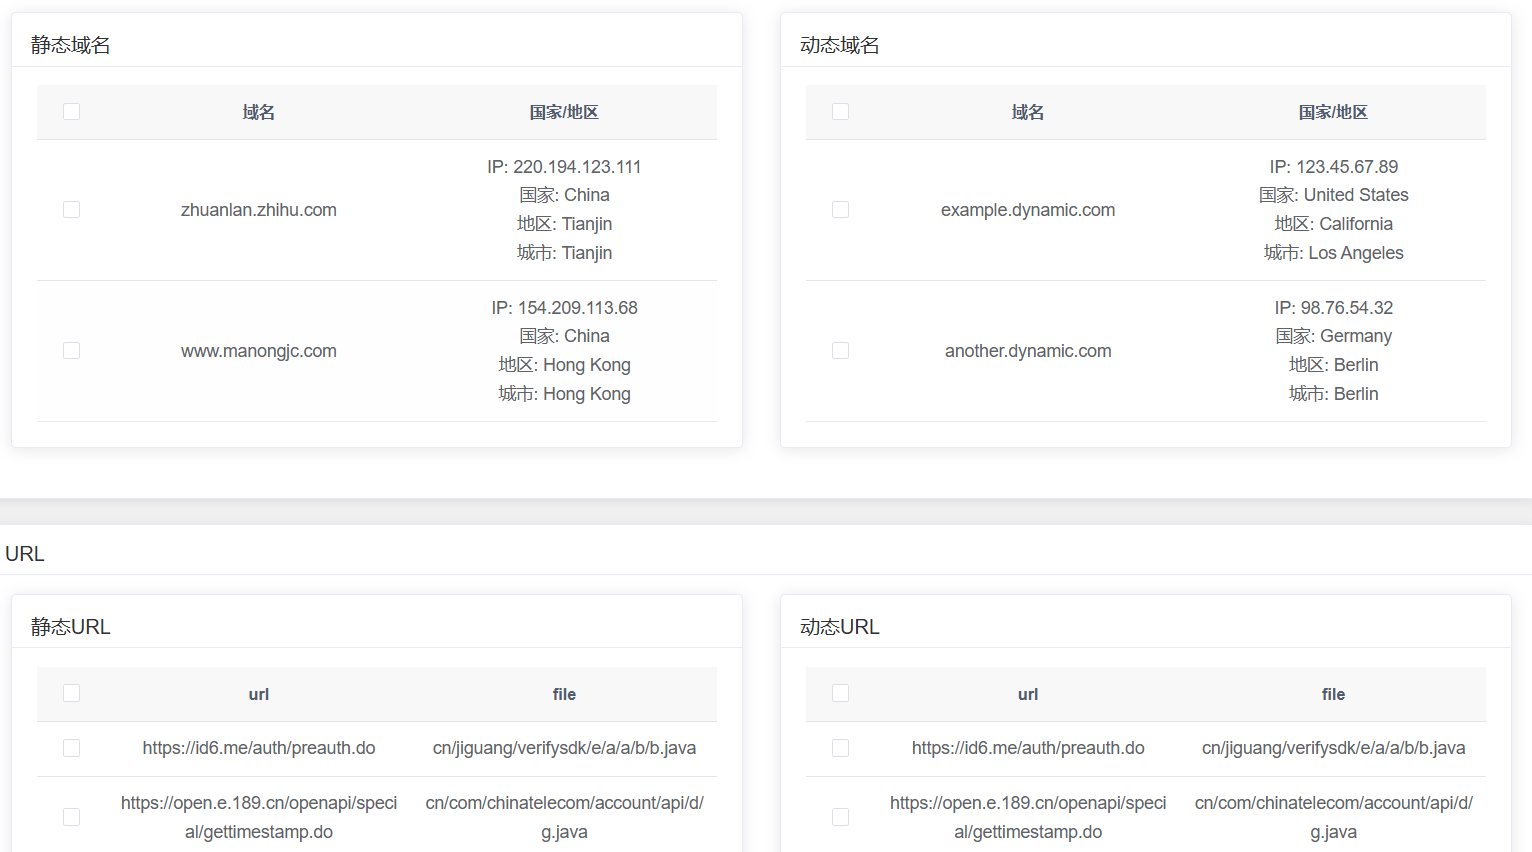 静态域名
域名 国家/地区
zhuanlan.zhihu.com
IP: 220.194.123.111
国家: China
地区: Tianjin
城市: Tianjin
www.manongjc.com
IP: 154.209.113.68
国家: China
地区: Hong Kong
城市: Hong Kong
动态域名
域名 国家/地区
example.dynamic.com
IP: 123.45.67.89
国家: United States
地区: California
城市: Los Angeles
another.dynamic.com
IP: 98.76.54.32
国家: Germany
地区: Berlin
城市: Berlin
URL
静态URL
url file
https://id6.me/auth/preauth.do cn/jiguang/verifysdk/e/a/a/b/b.java
https://open.e.189.cn/openapi/speci
al/gettimestamp.do
cn/com/chinatelecom/account/api/d/
g.java
动态URL
url file
https://id6.me/auth/preauth.do cn/jiguang/verifysdk/e/a/a/b/b.java
https://open.e.189.cn/openapi/speci
al/gettimestamp.do
cn/com/chinatelecom/account/api/d/
g.java